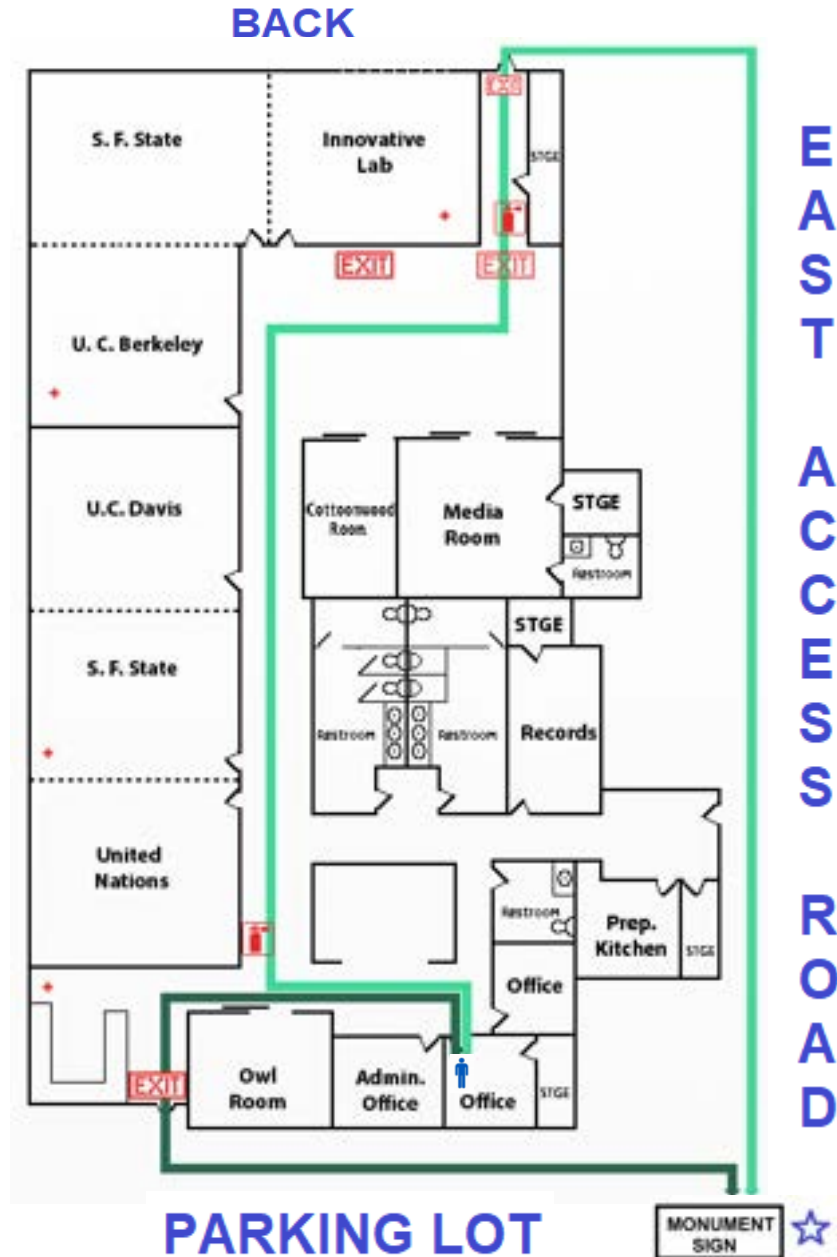 BACK
S. F. State
Innovative
Lab
EXIT
STGE
EXIT
EXIT
U. C. Berkeley
U.C. Davis
Cottoonwood
Room
Media
Room
STGE
Restroom
S. F. State
STGE
Restroom
Restroom
Records
United
Nations
Restroom
Prep.
Kitchen
STGE
Office
EXIT
Owl
Room
Admin.
Office
Office
STGE
EAST ACCESS ROAD
PARKING LOT
MONUMENT
SIGN